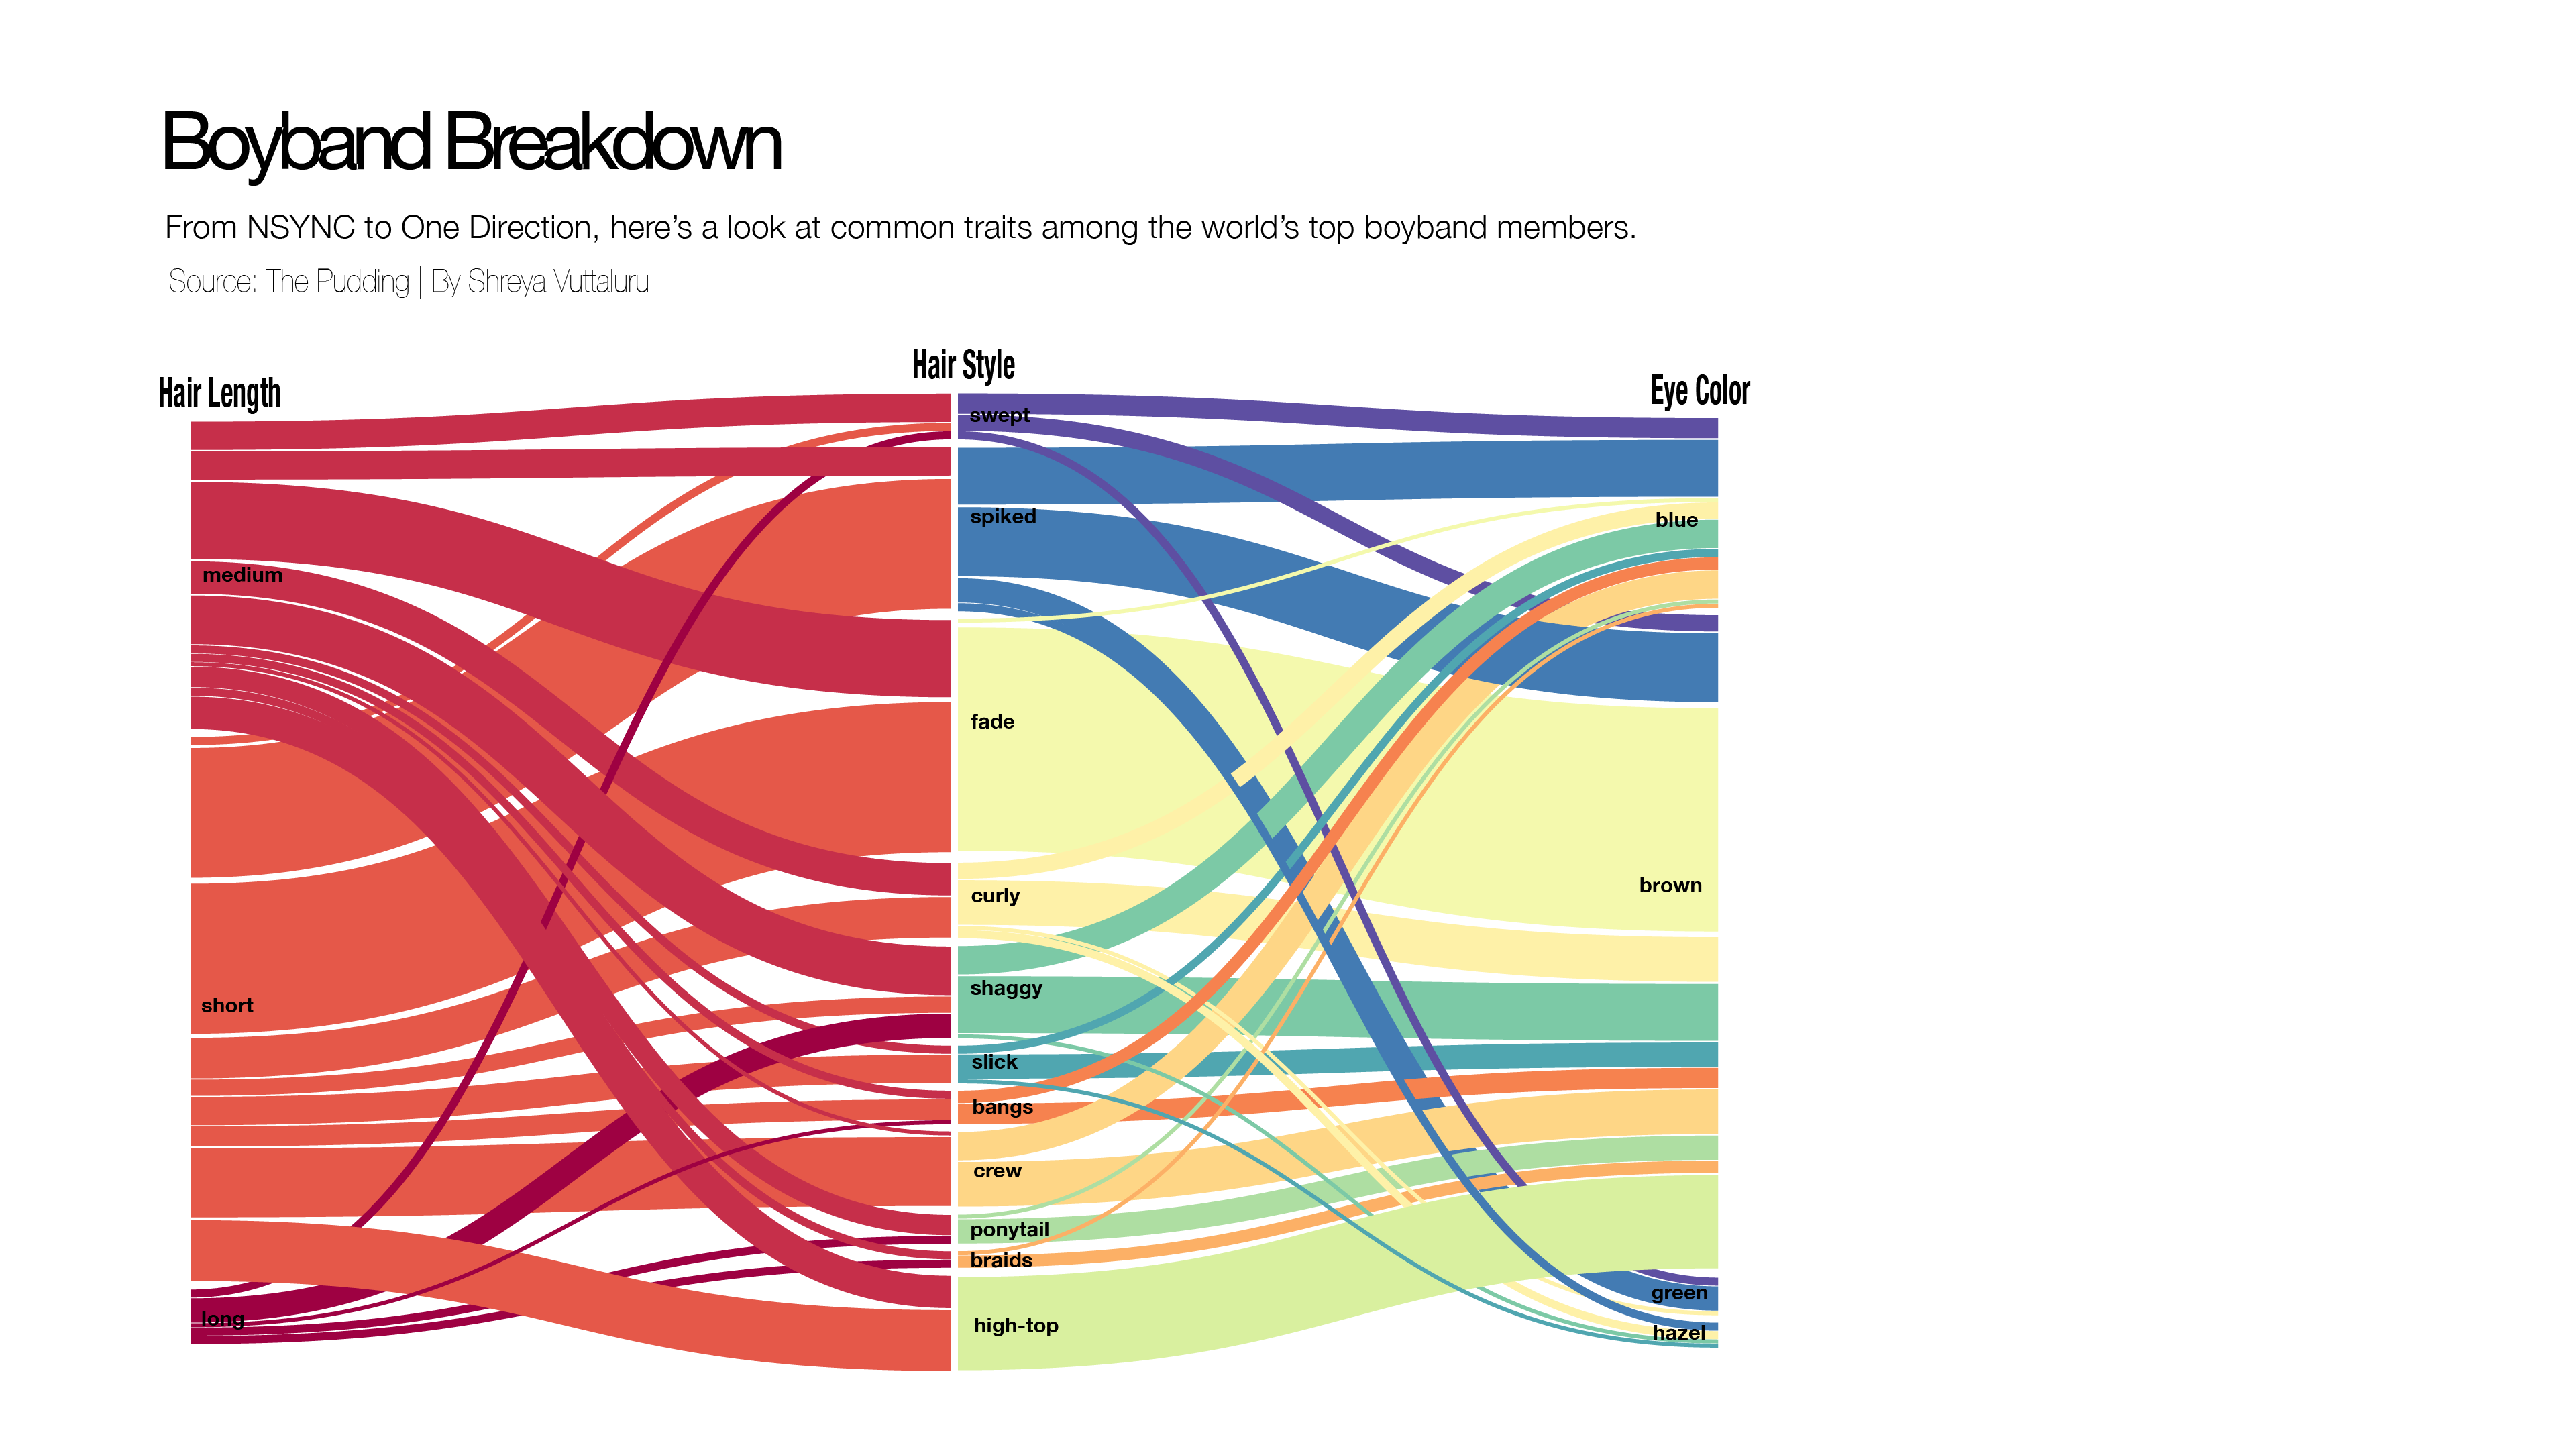 Boyband Breakdown
From NSYNC to One Direction, here’s a look at common traits among the world’s top boyband members.
Source: The Pudding | By Shreya Vuttaluru
Hair Length
Hair Style
Eye Color
medium
short
long
swept
spiked
fade
curly
shaggy
slick
bangs
crew
ponytail
braids
high-top
blue
brown
green
hazel